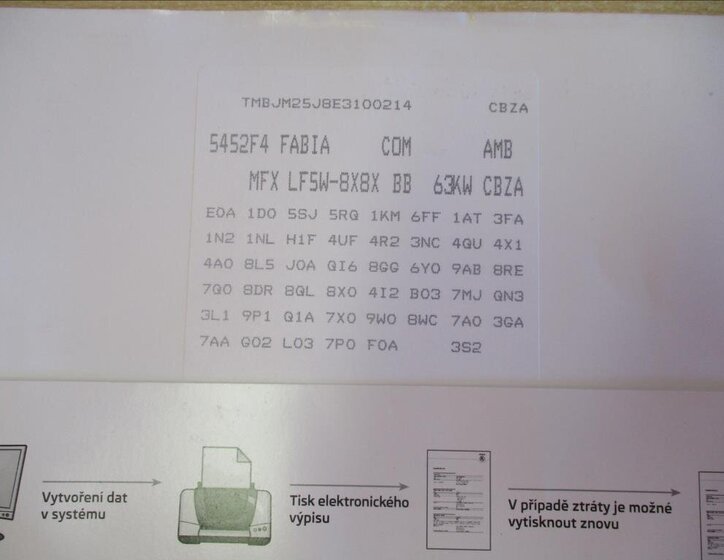 TMBJM25J8E3100214 CBZA
5452F4 FABIA COM AMB
MFX LF5W-8X8X BB 63KW CBZA
E0A 1D0 5SJ 5RQ 1KM 6FF 1AT 3FA
1N2 1NL H1F 4UF 4R2 3NC 4QU 4X1
4A0 8L5 J0A QI6 8GG 6Y0 9AB 8RE
7Q0 8DR 8QL 8X0 4I2 B03 7MJ QN3
3L1 9P1 Q1A 7X0 9W0 8WC 7A0 3GA
7AA G02 L03 7P0 F0A 3S2
Vytvoření dat
v systému
Tisk elektronického
výpisu
V případě ztráty je možné
vytisknout znovu